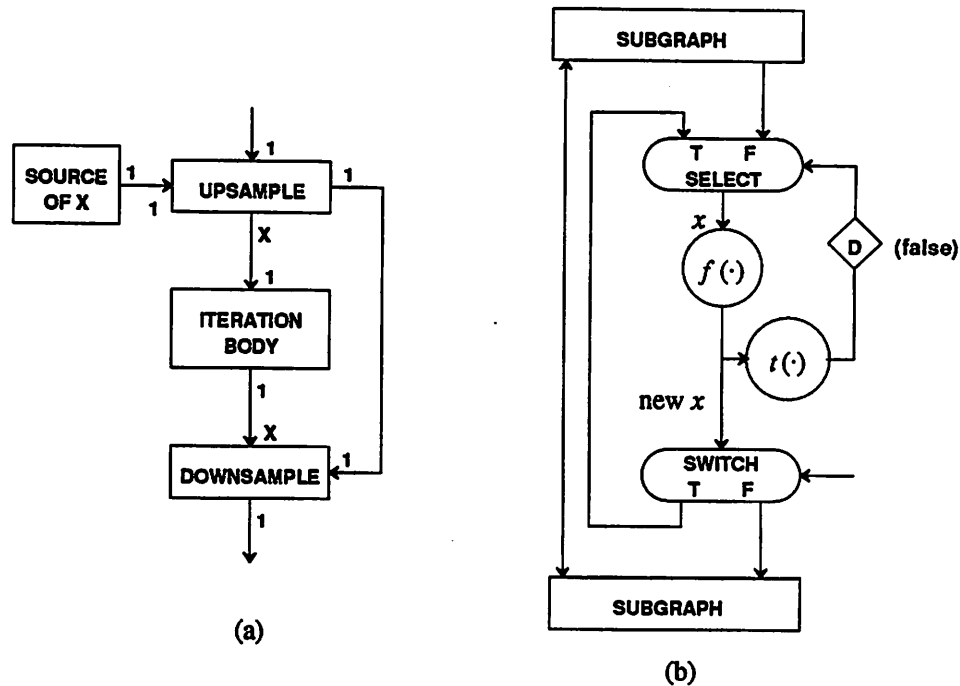 SOURCE
OF X
1
1
1
UPSAMPLE
1
X
1
ITERATION
BODY
1
X
DOWNSAMPLE
1
1
(a)
SUBGRAPH
T F
SELECT
x
f (·)
D (false)
t (·)
new x
SWITCH
T F
SUBGRAPH
(b)